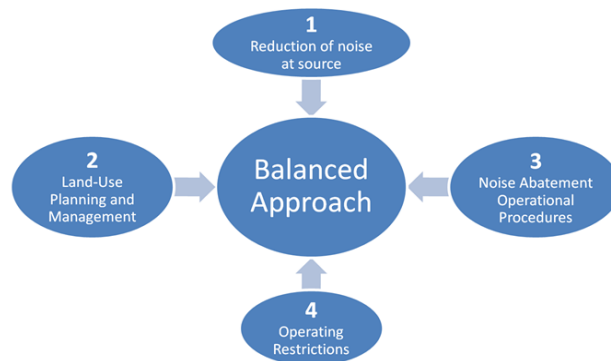 1
Reduction of noise
at source
2
Land-Use
Planning and
Management
Balanced
Approach
3
Noise Abatement
Operational
Procedures
4
Operating
Restrictions